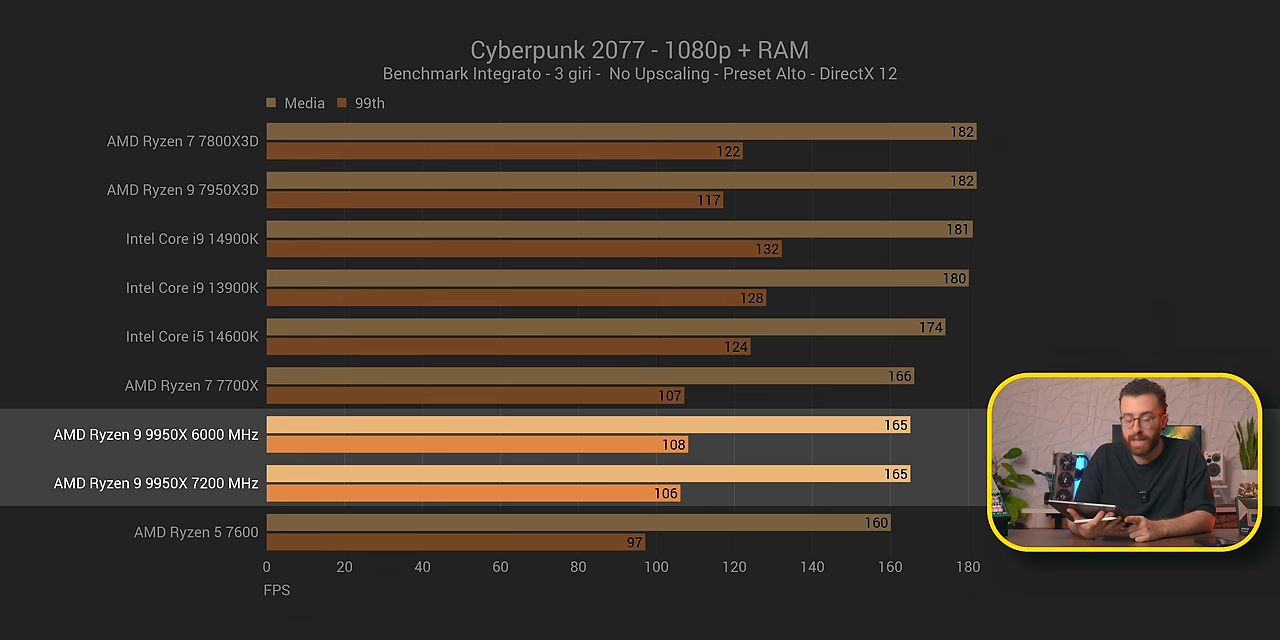 Cyberpunk 2077 - 1080p + RAM
Benchmark Integrato - 3 giri - No Upscaling - Preset Alto - DirectX 12
Media 99th
AMD Ryzen 7 7800X3D 182
122
AMD Ryzen 9 7950X3D 182
117
Intel Core i9 14900K 181
132
Intel Core i9 13900K 180
128
Intel Core i5 14600K 174
124
AMD Ryzen 7 7700X 166
107
AMD Ryzen 9 9950X 6000 MHz 165
108
AMD Ryzen 9 9950X 7200 MHz 165
106
AMD Ryzen 5 7600 160
97
0 20 40 60 80 100 120 140 160 180
FPS